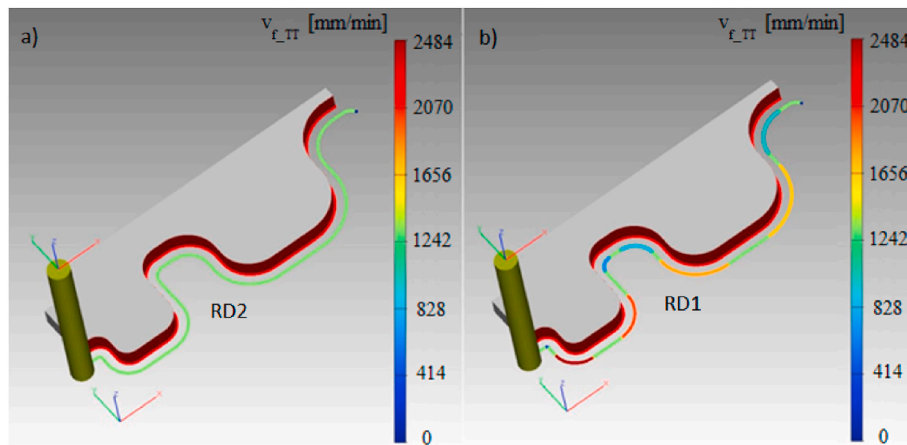 a)
v_f_TT [mm/min]
2484
2070
1656
1242
828
414
0
RD2
Y
Z
X
Y
Z
X
b)
v_f_TT [mm/min]
2484
2070
1656
1242
828
414
0
RD1
Y
Z
X
Y
Z
X